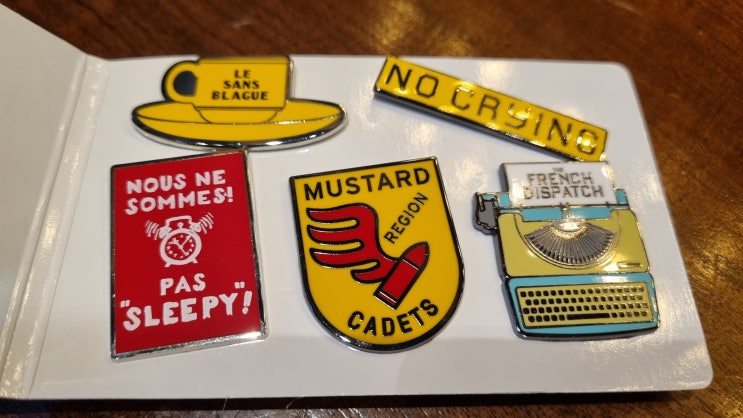 LE
SANS
BLAGUE
NO CRYING
NOUS NE
SOMMES!
PAS
"SLEEPY"!
MUSTARD
REGION
CADETS
THE
FRENCH
DISPATCH